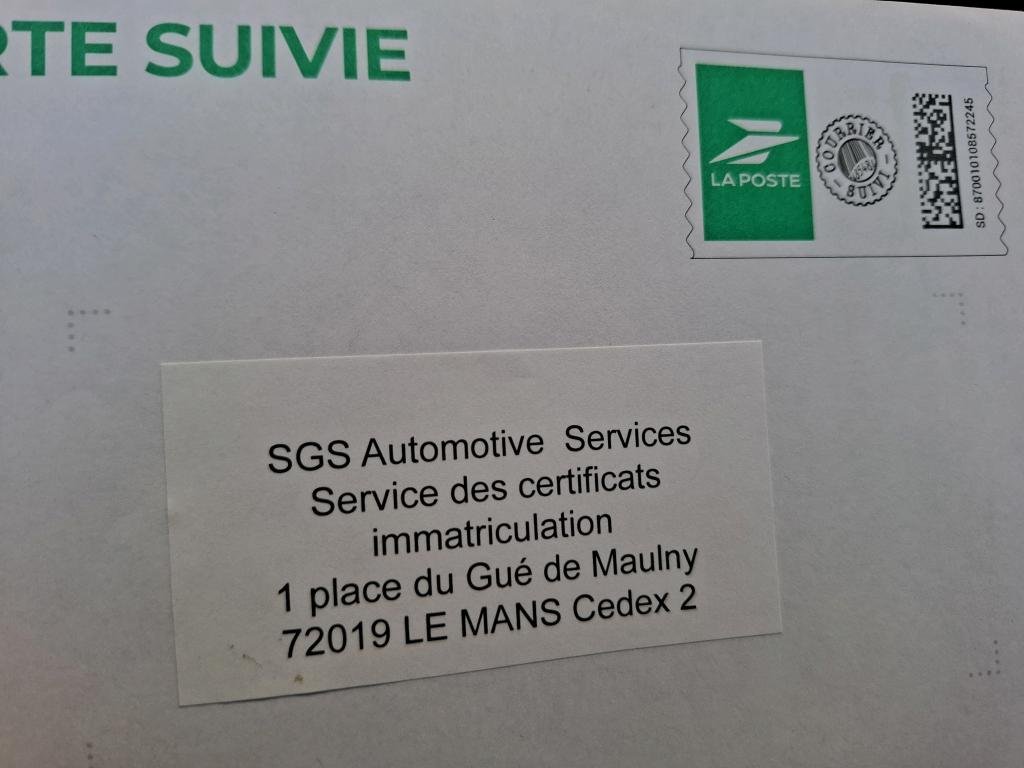 RTE SUIVIE
LA POSTE
COURRIER
SUIVI
SD : 87001010857224​5
SGS Automotive Services
Service des certificats
immatriculation
1 place du Gué de Maulny
72019 LE MANS Cedex 2